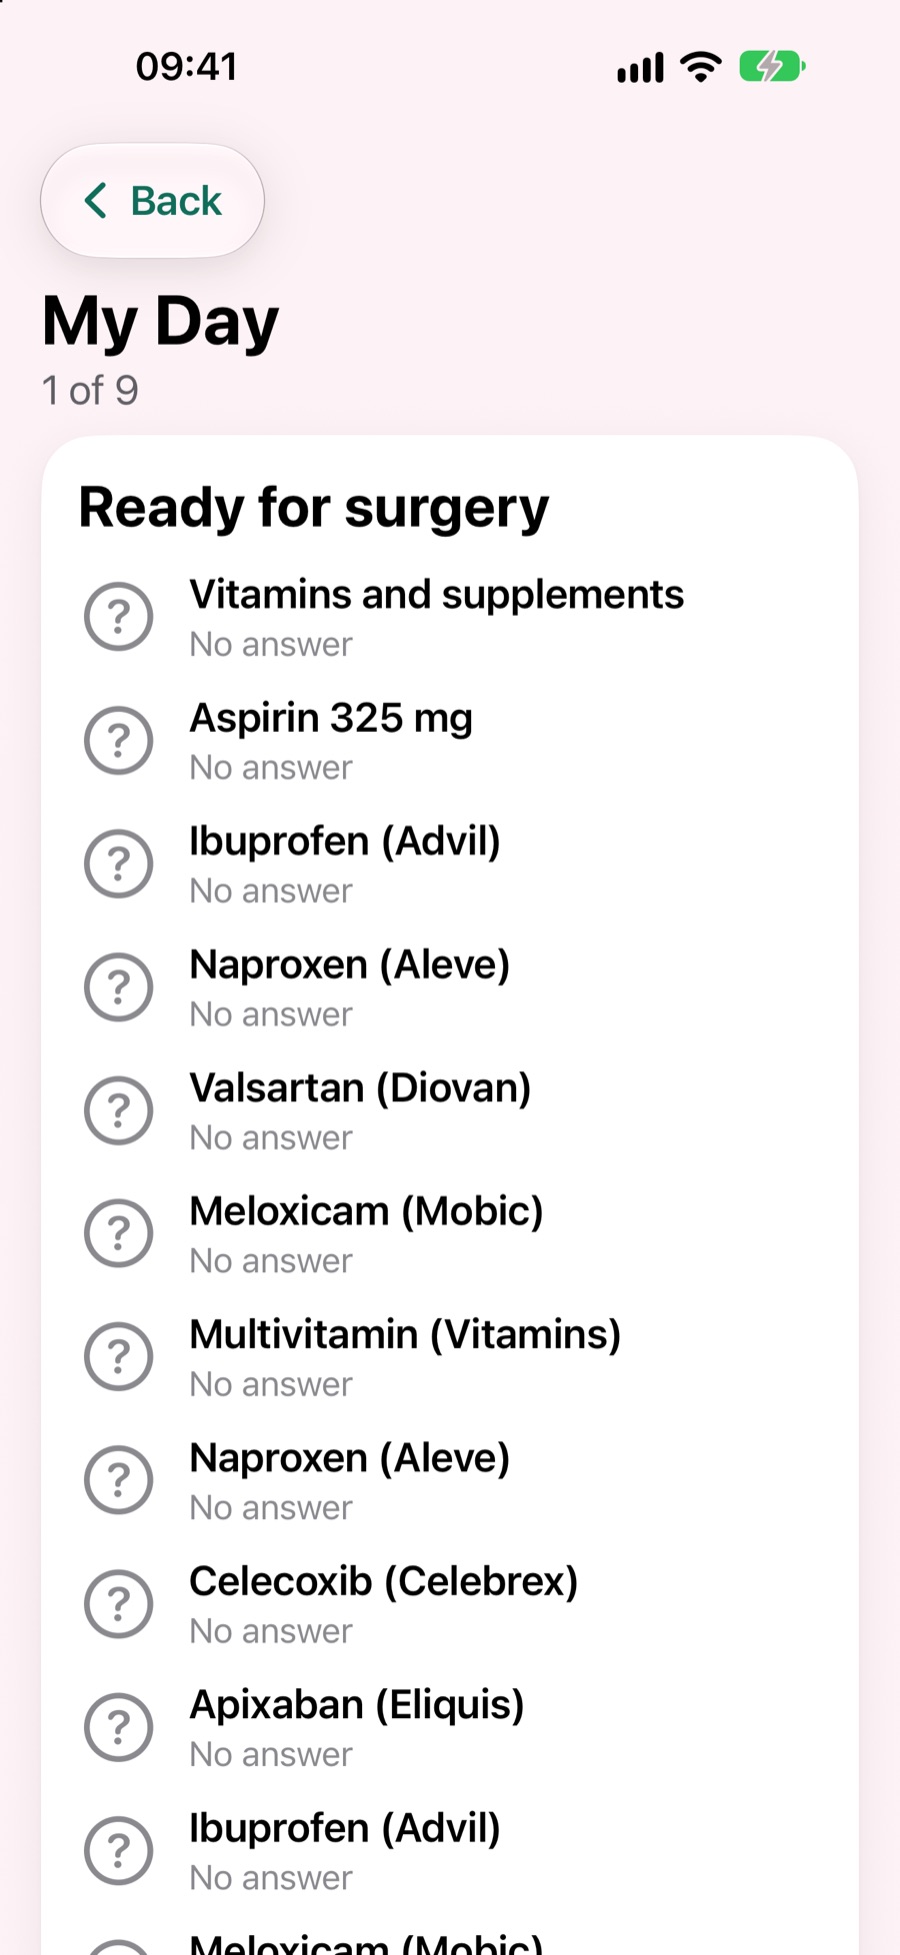 09:41
Back
My Day
1 of 9
Ready for surgery
Vitamins and supplements
No answer
Aspirin 325 mg
No answer
Ibuprofen (Advil)
No answer
Naproxen (Aleve)
No answer
Valsartan (Diovan)
No answer
Meloxicam (Mobic)
No answer
Multivitamin (Vitamins)
No answer
Naproxen (Aleve)
No answer
Celecoxib (Celebrex)
No answer
Apixaban (Eliquis)
No answer
Ibuprofen (Advil)
No answer
Meloxicam (Mobic)